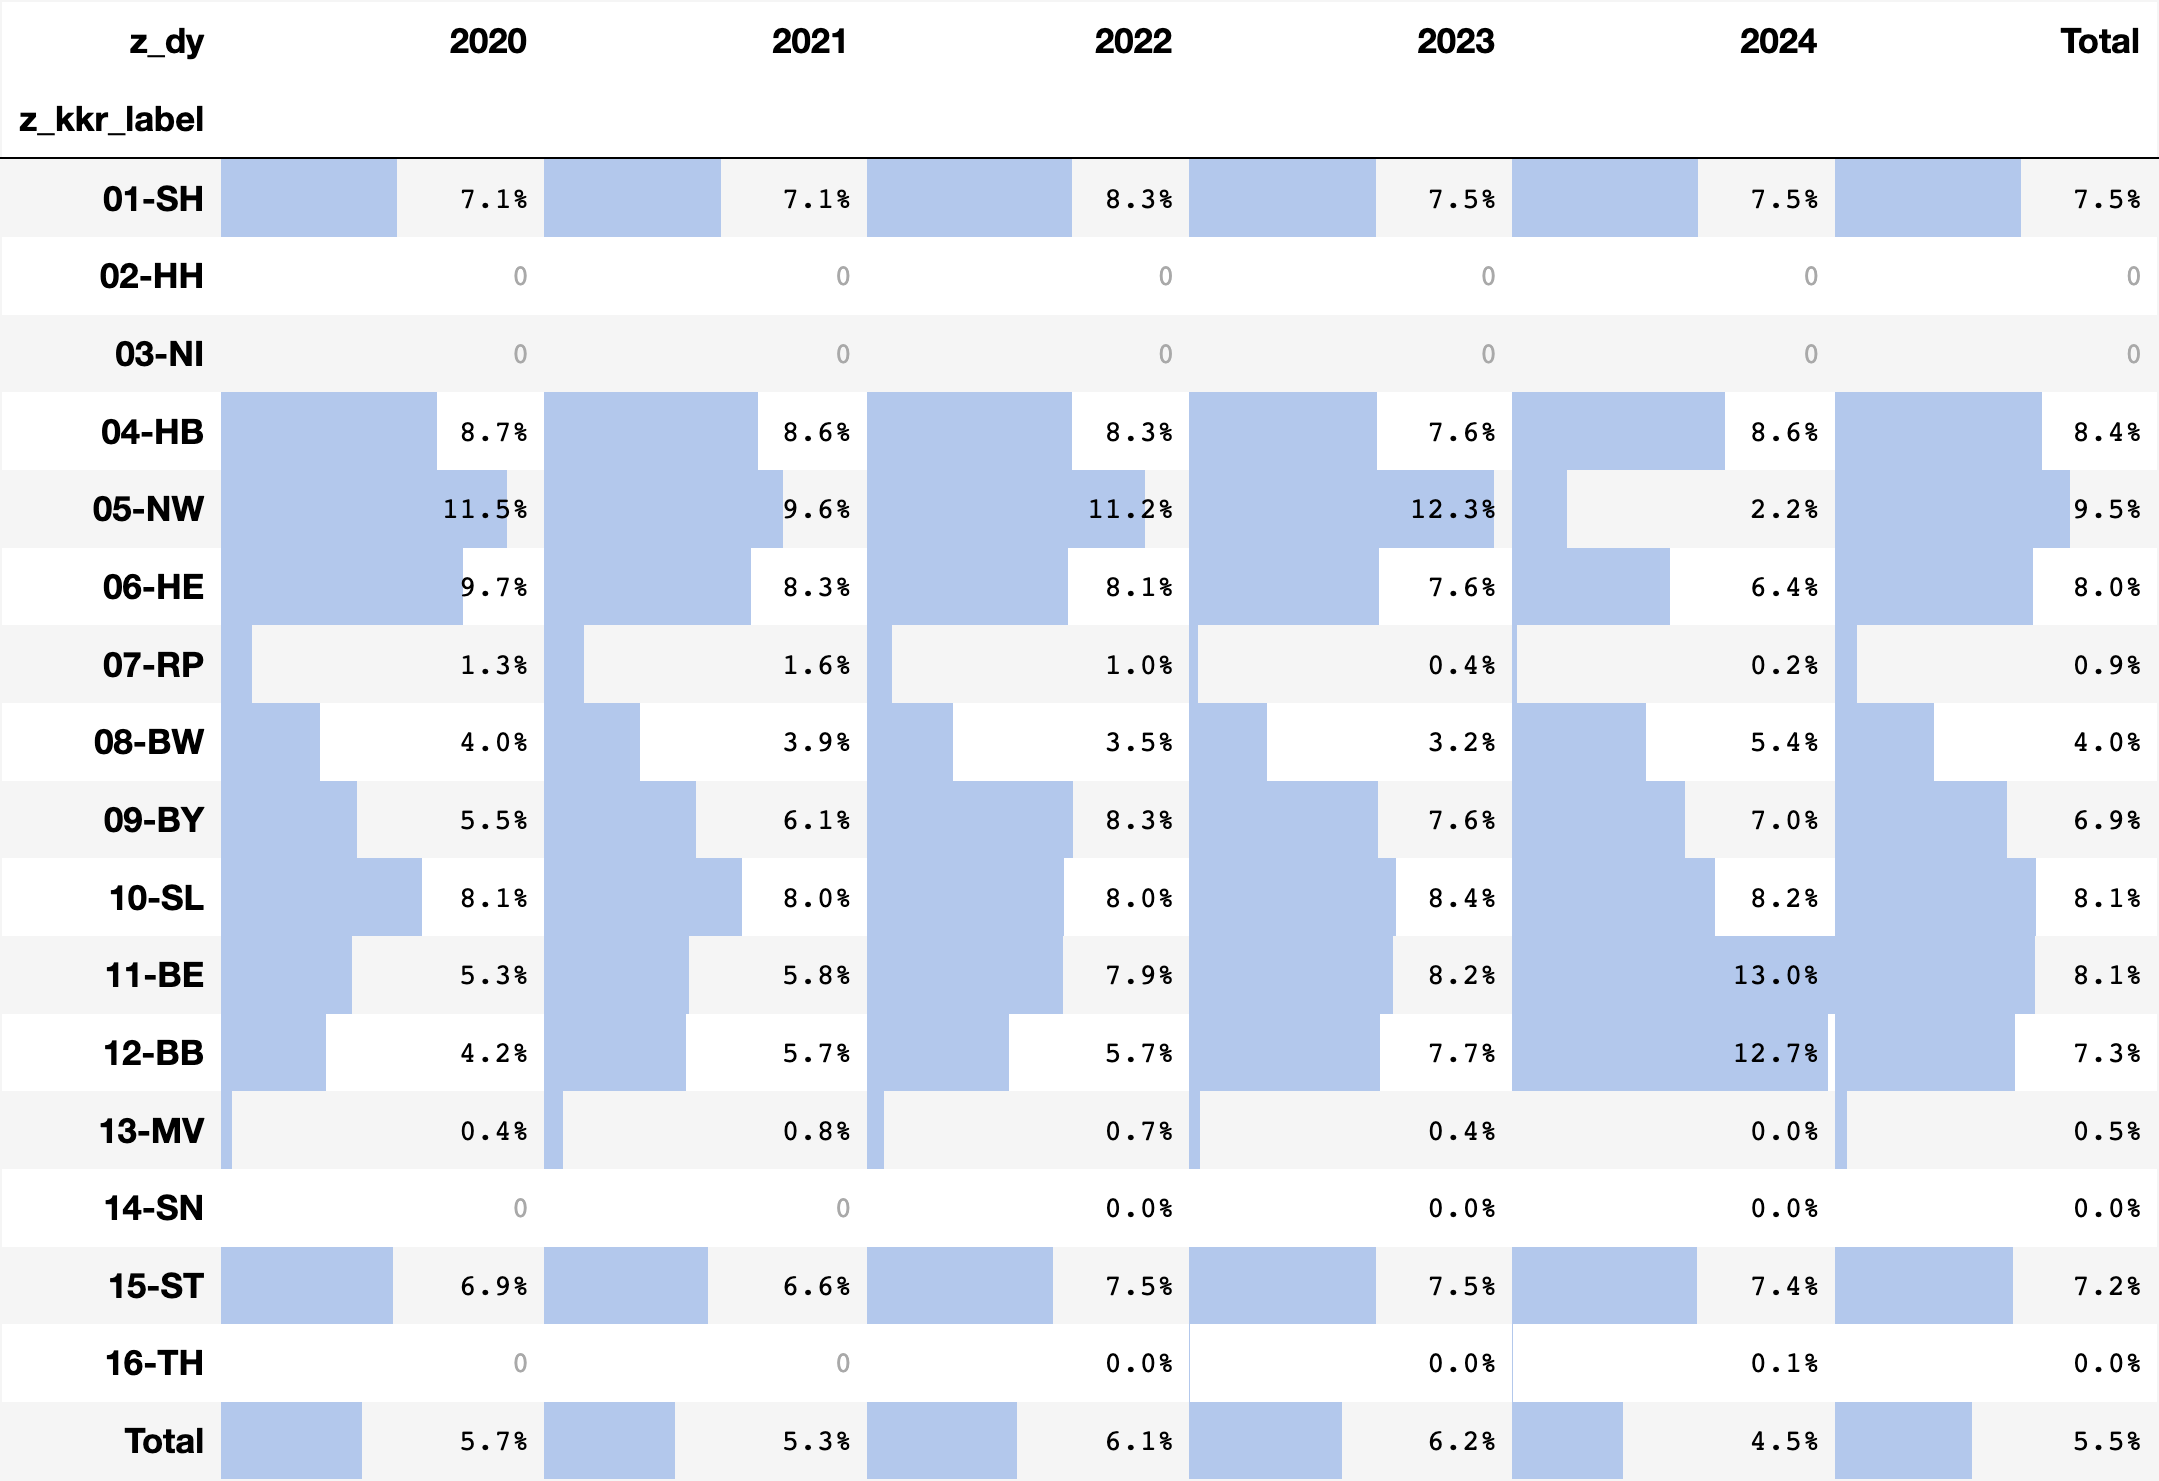 z_dy 2020 2021 2022 2023 2024 Total
z_kkr_label
01-SH 7.1% 7.1% 8.3% 7.5% 7.5% 7.5%
02-HH 0 0 0 0 0 0
03-NI 0 0 0 0 0 0
04-HB 8.7% 8.6% 8.3% 7.6% 8.6% 8.4%
05-NW 11.5% 9.6% 11.2% 12.3% 2.2% 9.5%
06-HE 9.7% 8.3% 8.1% 7.6% 6.4% 8.0%
07-RP 1.3% 1.6% 1.0% 0.4% 0.2% 0.9%
08-BW 4.0% 3.9% 3.5% 3.2% 5.4% 4.0%
09-BY 5.5% 6.1% 8.3% 7.6% 7.0% 6.9%
10-SL 8.1% 8.0% 8.0% 8.4% 8.2% 8.1%
11-BE 5.3% 5.8% 7.9% 8.2% 13.0% 8.1%
12-BB 4.2% 5.7% 5.7% 7.7% 12.7% 7.3%
13-MV 0.4% 0.8% 0.7% 0.4% 0.0% 0.5%
14-SN 0 0 0.0% 0.0% 0.0% 0.0%
15-ST 6.9% 6.6% 7.5% 7.5% 7.4% 7.2%
16-TH 0 0 0.0% 0.0% 0.1% 0.0%
Total 5.7% 5.3% 6.1% 6.2% 4.5% 5.5%